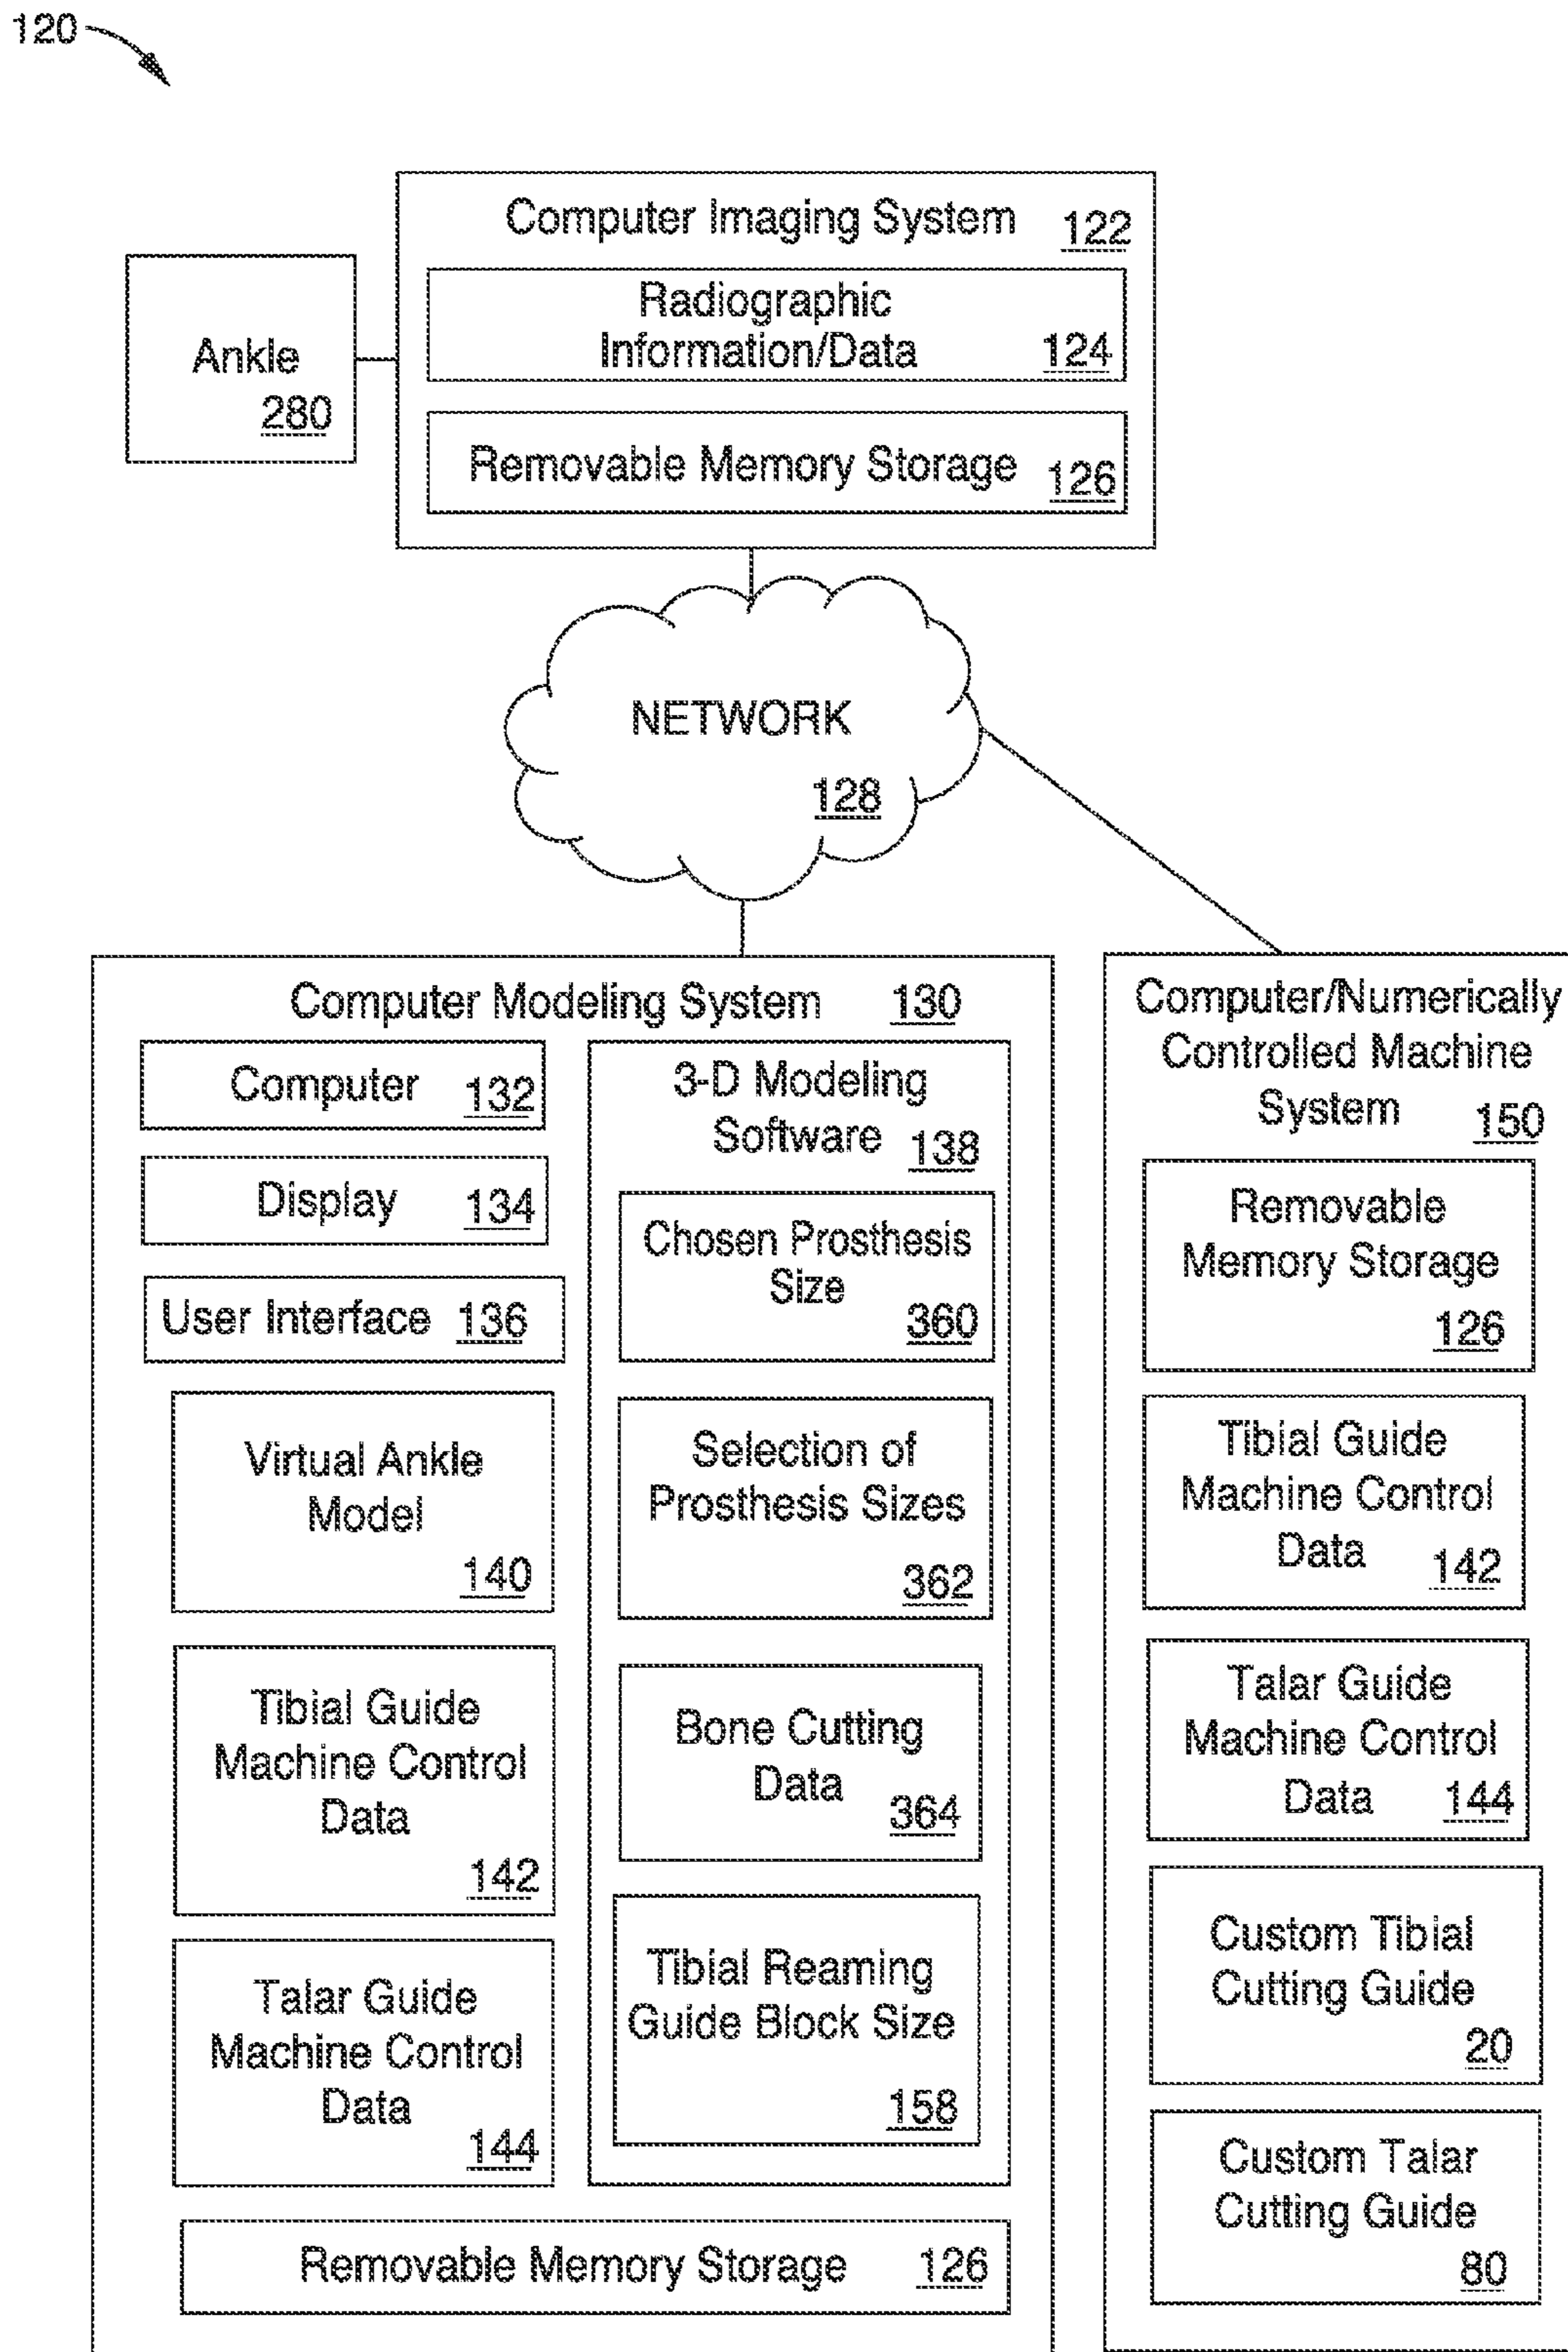 120
Computer Imaging System 122
Radiographic
Information/Data 124
Removable Memory Storage 126
Ankle
280
NETWORK
128
Computer Modeling System 130
Computer 132
Display 134
User Interface 136
Virtual Ankle
Model
140
Tibial Guide
Machine Control
Data
142
Talar Guide
Machine Control
Data
144
3-D Modeling
Software 138
Chosen Prosthesis
Size
360
Selection of
Prosthesis Sizes
362
Bone Cutting
Data
364
Tibial Reaming
Guide Block Size
158
Removable Memory Storage 126
Computer/Numerically
Controlled Machine
System 150
Removable
Memory Storage
126
Tibial Guide
Machine Control
Data 142
Talar Guide
Machine Control
Data 144
Custom Tibial
Cutting Guide
20
Custom Talar
Cutting Guide
80